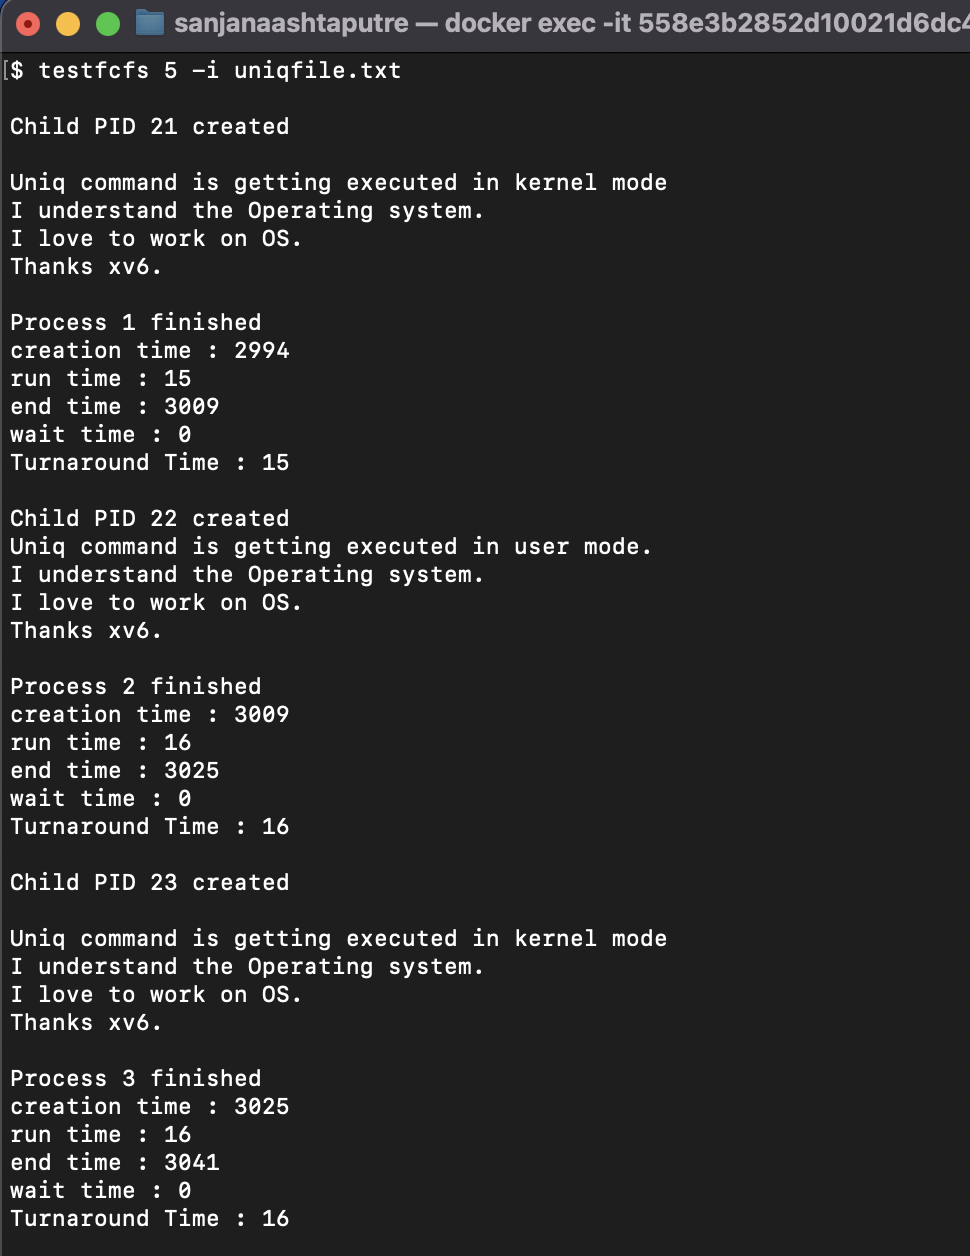 sanjanaashtaputre — docker exec -it 558e3b2852d10021d6dc4
[$ testfcfs 5 -i uniqfile.txt
Child PID 21 created
Uniq command is getting executed in kernel mode
I understand the Operating system.
I love to work on OS.
Thanks xv6.
Process 1 finished
creation time : 2994
run time : 15
end time : 3009
wait time : 0
Turnaround Time : 15
Child PID 22 created
Uniq command is getting executed in user mode.
I understand the Operating system.
I love to work on OS.
Thanks xv6.
Process 2 finished
creation time : 3009
run time : 16
end time : 3025
wait time : 0
Turnaround Time : 16
Child PID 23 created
Uniq command is getting executed in kernel mode
I understand the Operating system.
I love to work on OS.
Thanks xv6.
Process 3 finished
creation time : 3025
run time : 16
end time : 3041
wait time : 0
Turnaround Time : 16